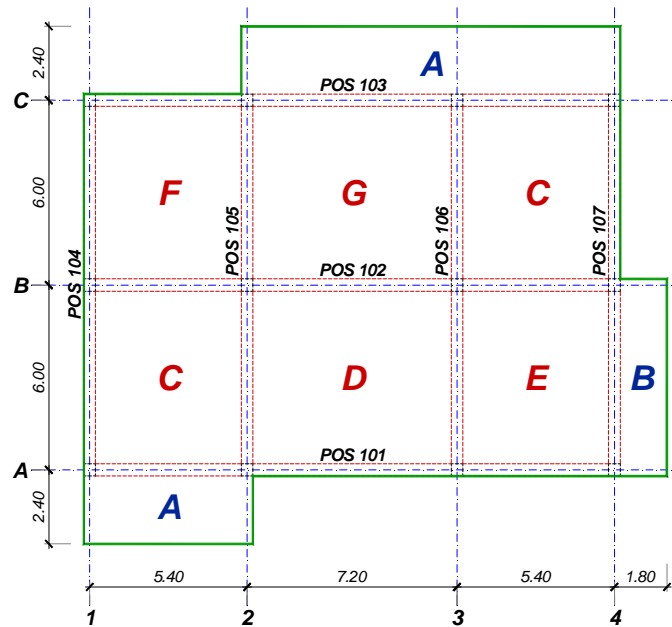 2.40
A
POS 103
C
6.00
F
G
C
POS 104
POS 105
POS 106
POS 107
POS 102
B
6.00
C
D
E
B
POS 101
A
2.40
A
5.40
7.20
5.40
1.80
1
2
3
4